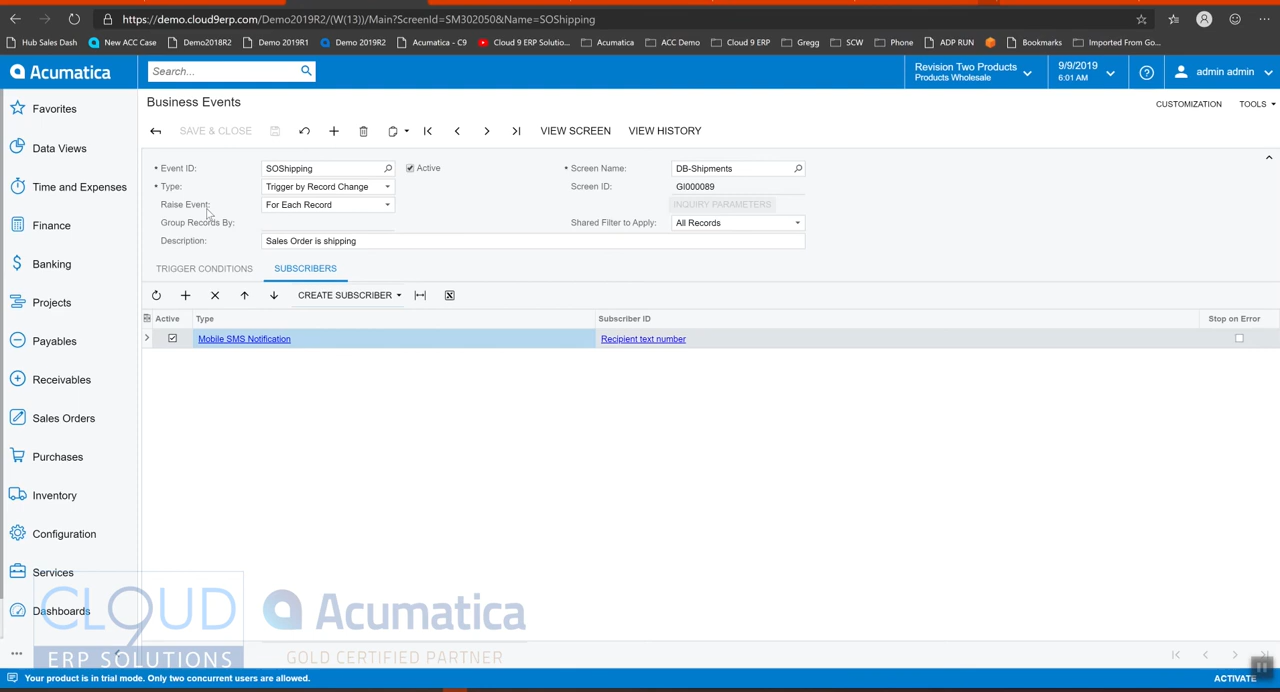 https://demo.cloud9erp.com/Demo2019R2/(W(13))/Main?ScreenId=SM302050&Name=SOShipping
Hub Sales Dash New ACC Case Demo2018R2 Demo 2019R1 Demo 2019R2 Acumatica - C9 Cloud 9 ERP Solutio... Acumatica ACC Demo Cloud 9 ERP Gregg SCW Phone ADP RUN Bookmarks Imported From Go...
Acumatica Search... Revision Two Products Products Wholesale 9/9/2019 6:01 AM admin admin
Favorites
Data Views
Time and Expenses
Finance
Banking
Projects
Payables
Receivables
Sales Orders
Purchases
Inventory
Configuration
Services
Dashboards
Business Events
CUSTOMIZATION TOOLS
SAVE & CLOSE VIEW SCREEN VIEW HISTORY
Event ID: SOShipping Active Screen Name: DB-Shipments
Type: Trigger by Record Change Screen ID: GI000089
Raise Event: For Each Record INQUIRY PARAMETERS
Group Records By: Shared Filter to Apply: All Records
Description: Sales Order is shipping
TRIGGER CONDITIONS SUBSCRIBERS
CREATE SUBSCRIBER
Active Type Subscriber ID Stop on Error
Mobile SMS Notification Recipient text number
CLOUD 9
ERP SOLUTIONS
Acumatica
GOLD CERTIFIED PARTNER
Your product is in trial mode. Only two concurrent users are allowed. ACTIVATE